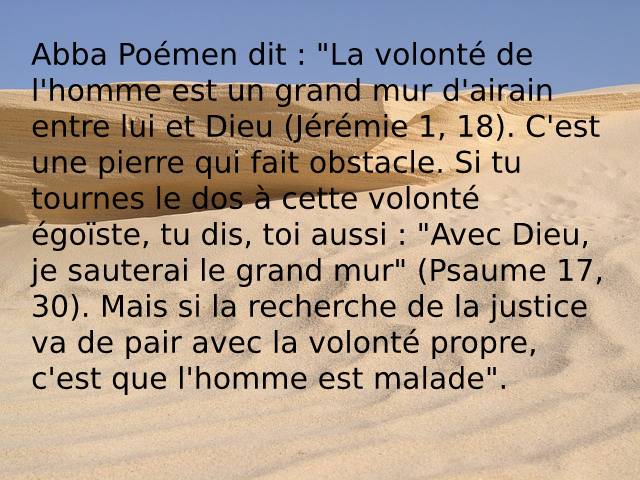 Abba Poémen dit : "La volonté de
l'homme est un grand mur d'airain
entre lui et Dieu (Jérémie 1, 18). C'est
une pierre qui fait obstacle. Si tu
tournes le dos à cette volonté
égoïste, tu dis, toi aussi : "Avec Dieu,
je sauterai le grand mur" (Psaume 17,
30). Mais si la recherche de la justice
va de pair avec la volonté propre,
c'est que l'homme est malade".